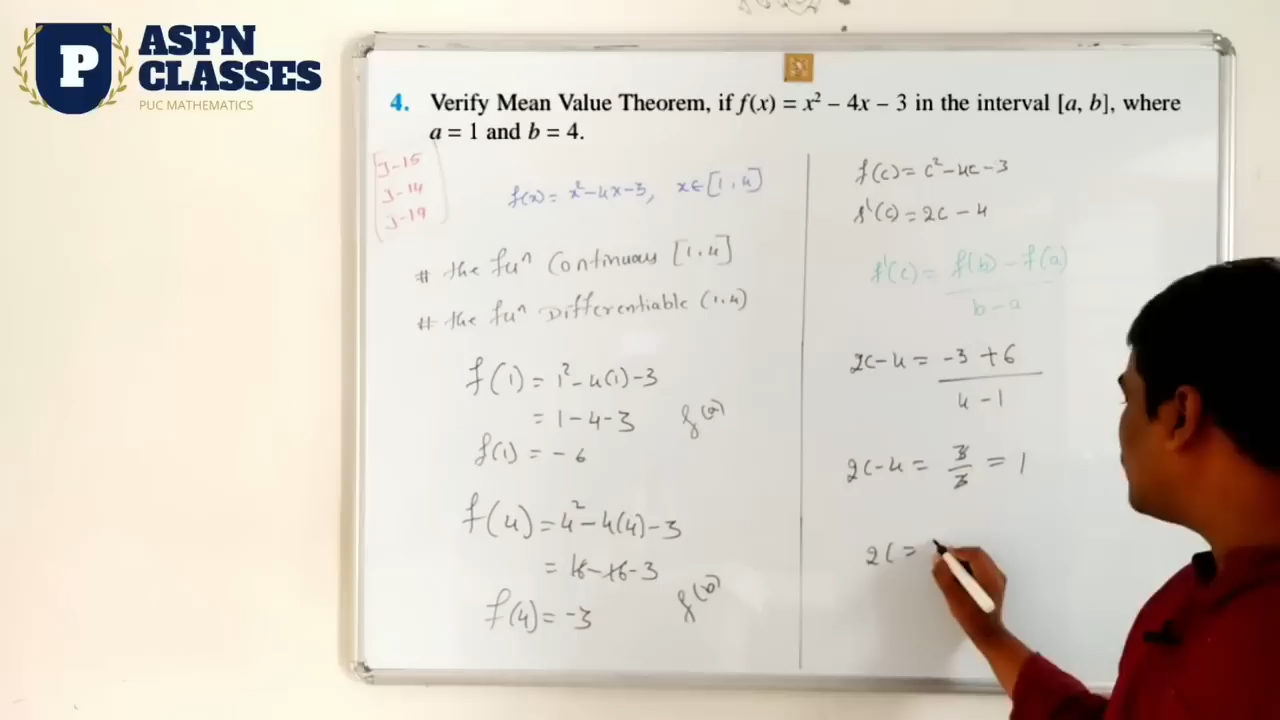 P
ASPN
CLASSES
PUC MATHEMATICS
4. Verify Mean Value Theorem, if f(x) = x² – 4x – 3 in the interval [a, b], where
a = 1 and b = 4.
J-15
J-14
J-19
f(x) = x²-4x-3, x∈[1,4]
# the fuⁿ Continuous [1,4]
# the fuⁿ Differentiable (1,4)
f(1) = 1²-4(1)-3
= 1-4-3 f(a)
f(1) = -6
f(4) = 4²-4(4)-3
= 16-16-3
f(4) = -3 f(b)
f(c) = c²-4c-3
f'(c) = 2c-4
f'(c) = f(b)-f(a)
b-a
2c-4 = -3+6
4-1
2c-4 = 3/3 = 1
2c =